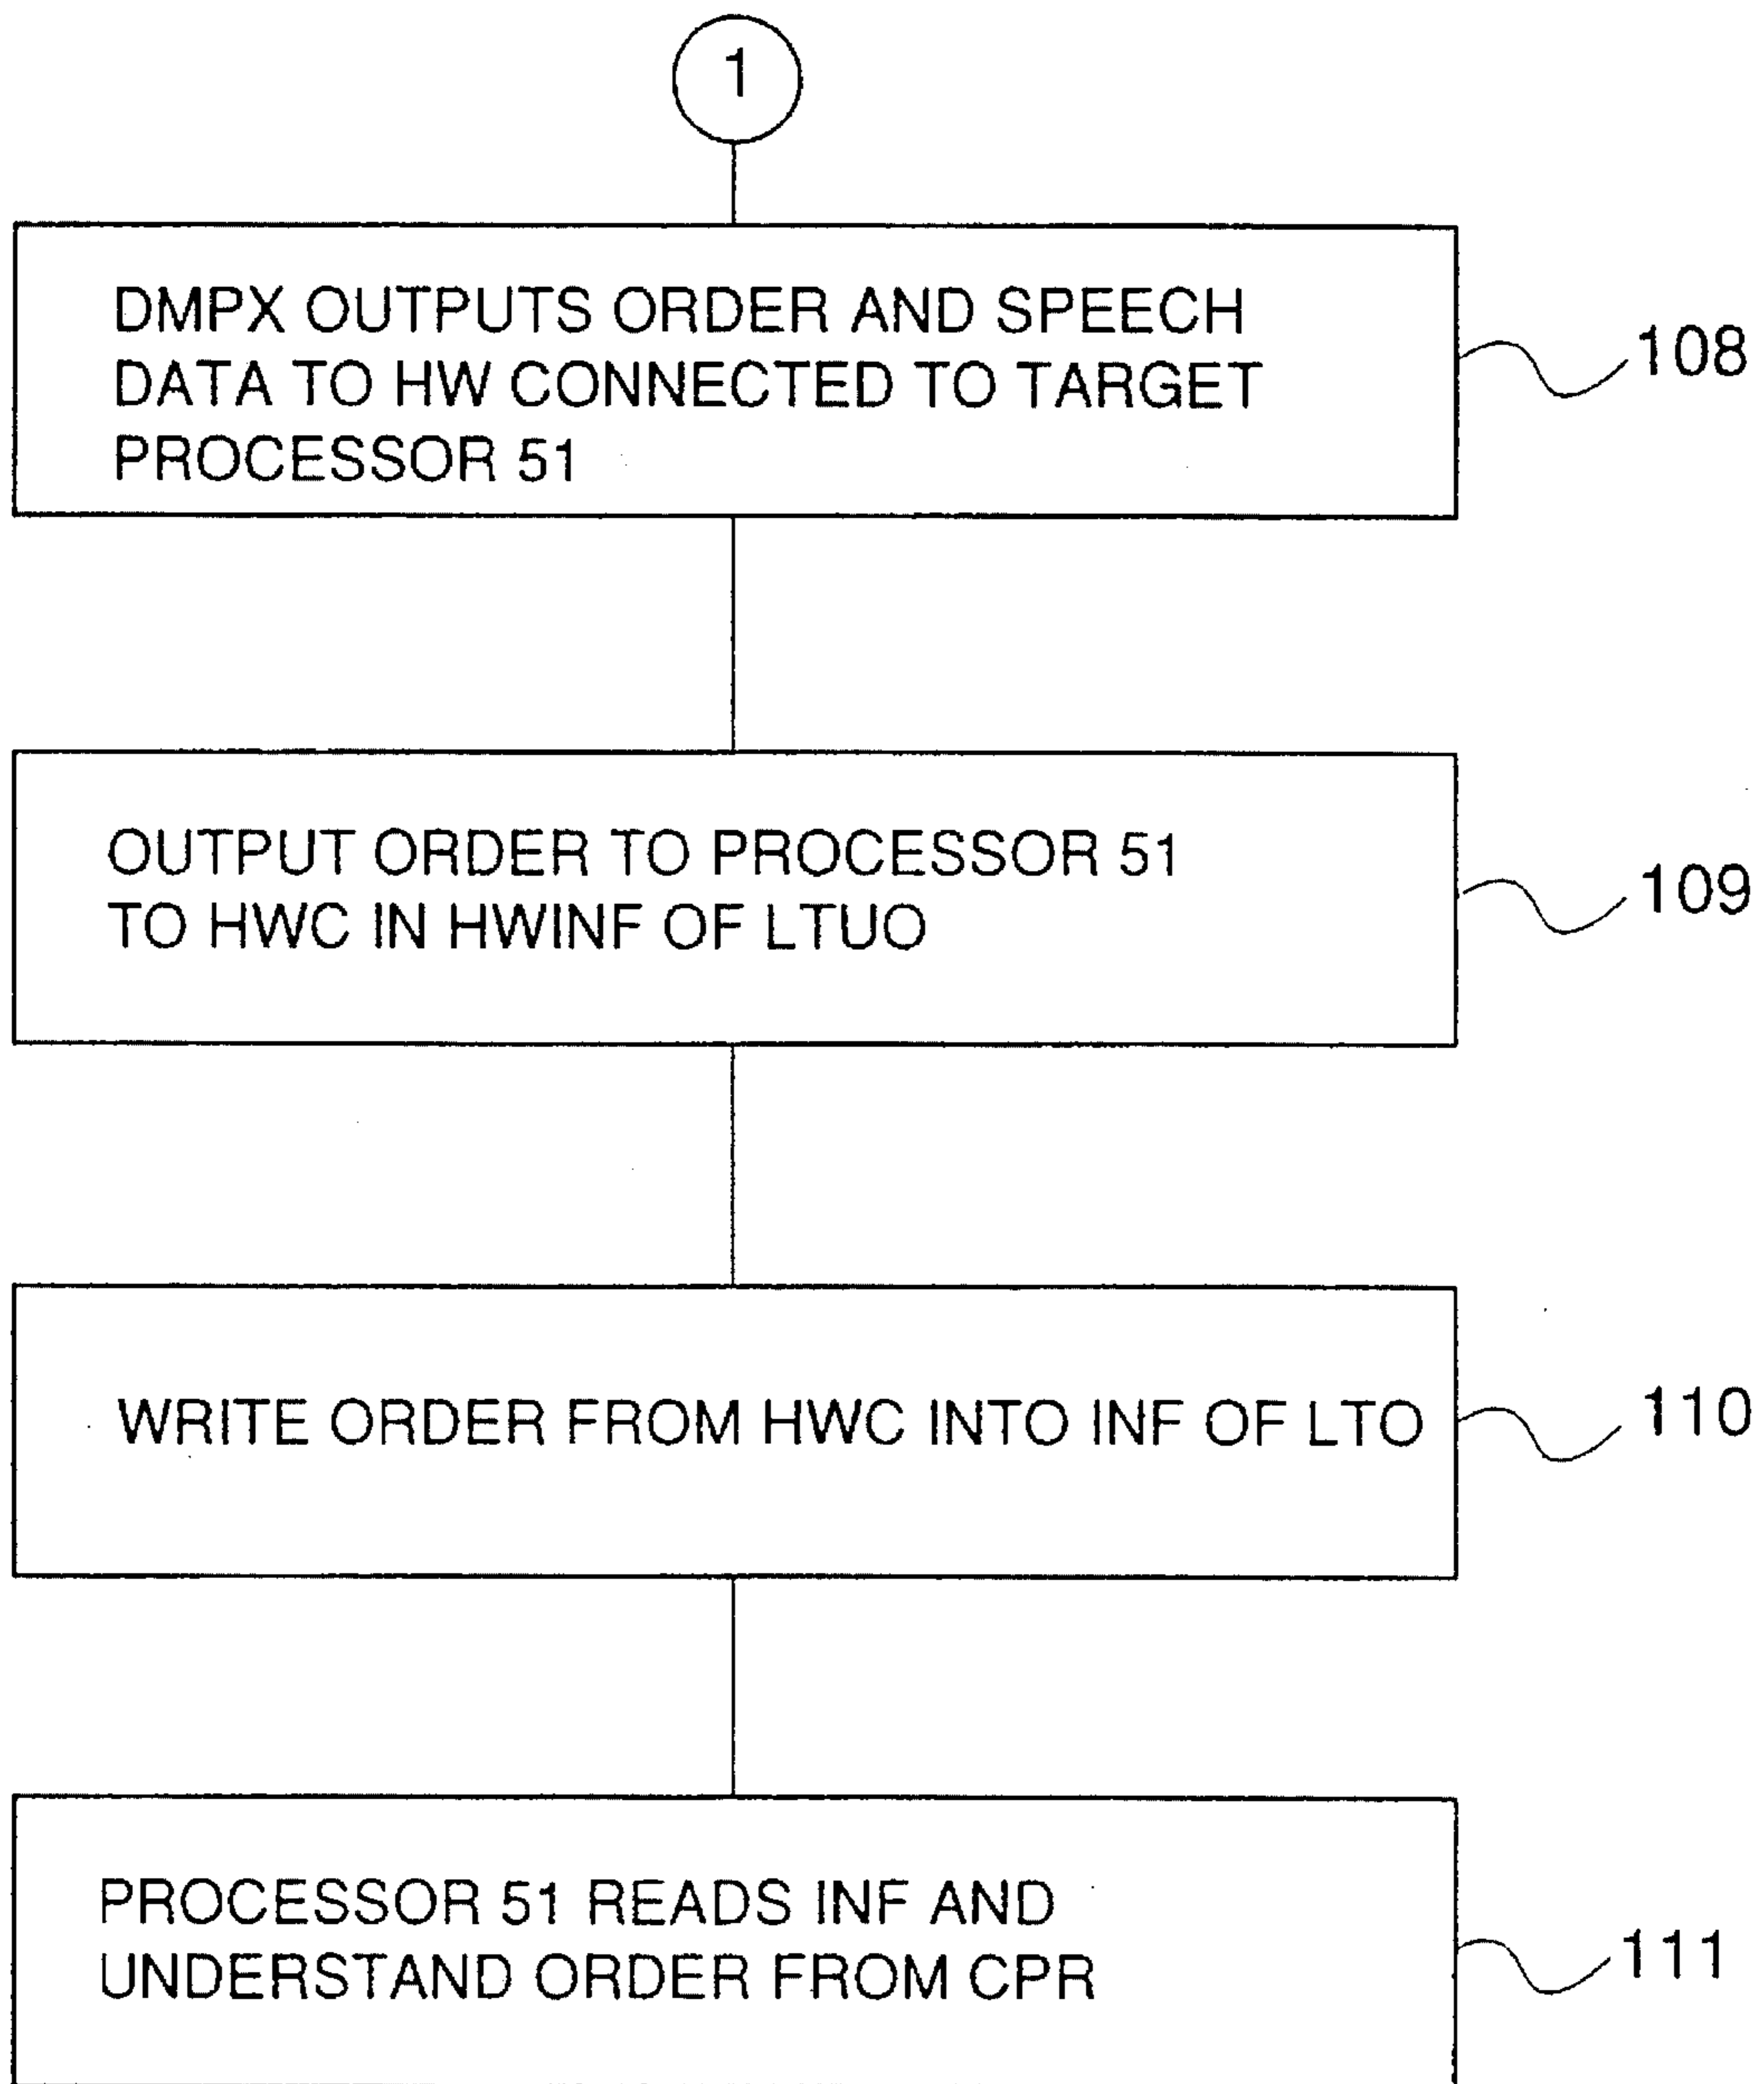 1
DMPX OUTPUTS ORDER AND SPEECH
DATA TO HW CONNECTED TO TARGET
PROCESSOR 51
108
OUTPUT ORDER TO PROCESSOR 51
TO HWC IN HWINF OF LTUO
109
WRITE ORDER FROM HWC INTO INF OF LTO
110
PROCESSOR 51 READS INF AND
UNDERSTAND ORDER FROM CPR
111